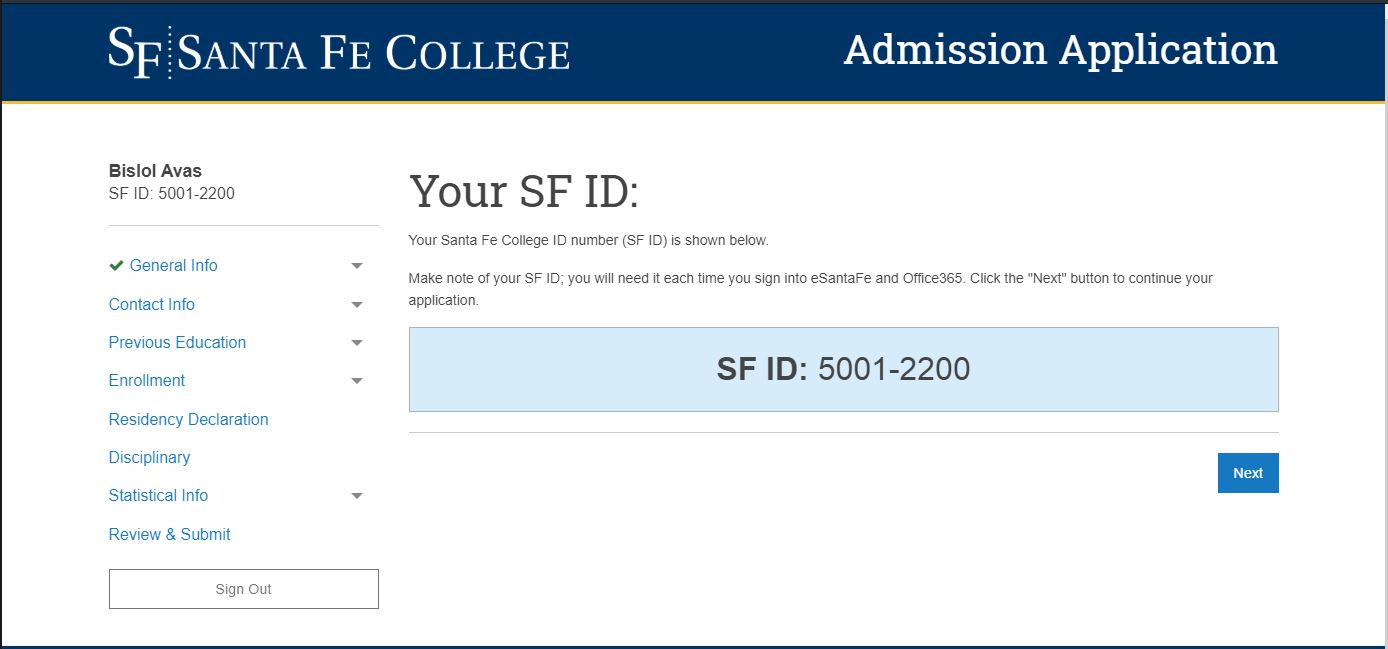 SF SANTA FE COLLEGE
Admission Application
Bislol Avas
SF ID: 5001-2200
General Info
Contact Info
Previous Education
Enrollment
Residency Declaration
Disciplinary
Statistical Info
Review & Submit
Sign Out
Your SF ID:
Your Santa Fe College ID number (SF ID) is shown below.
Make note of your SF ID; you will need it each time you sign into eSantaFe and Office365. Click the "Next" button to continue your
application.
SF ID: 5001-2200
Next